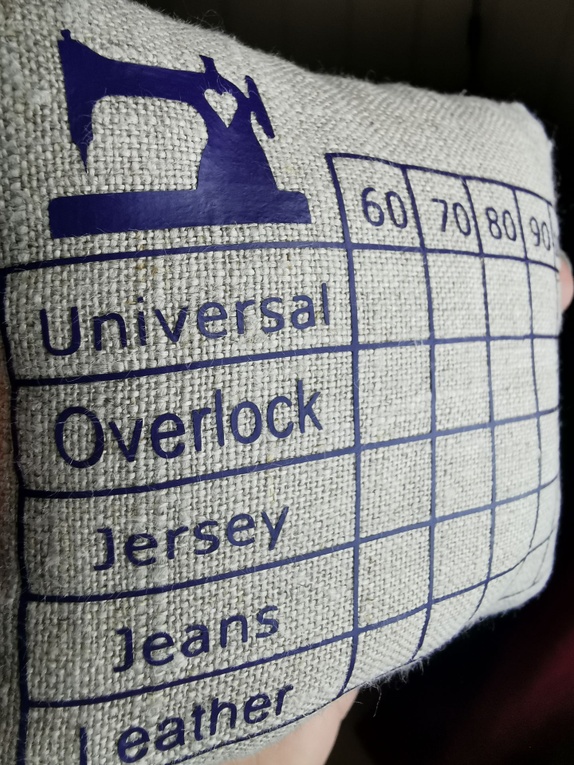 60 70 80 90
Universal
Overlock
Jersey
Jeans
Leather